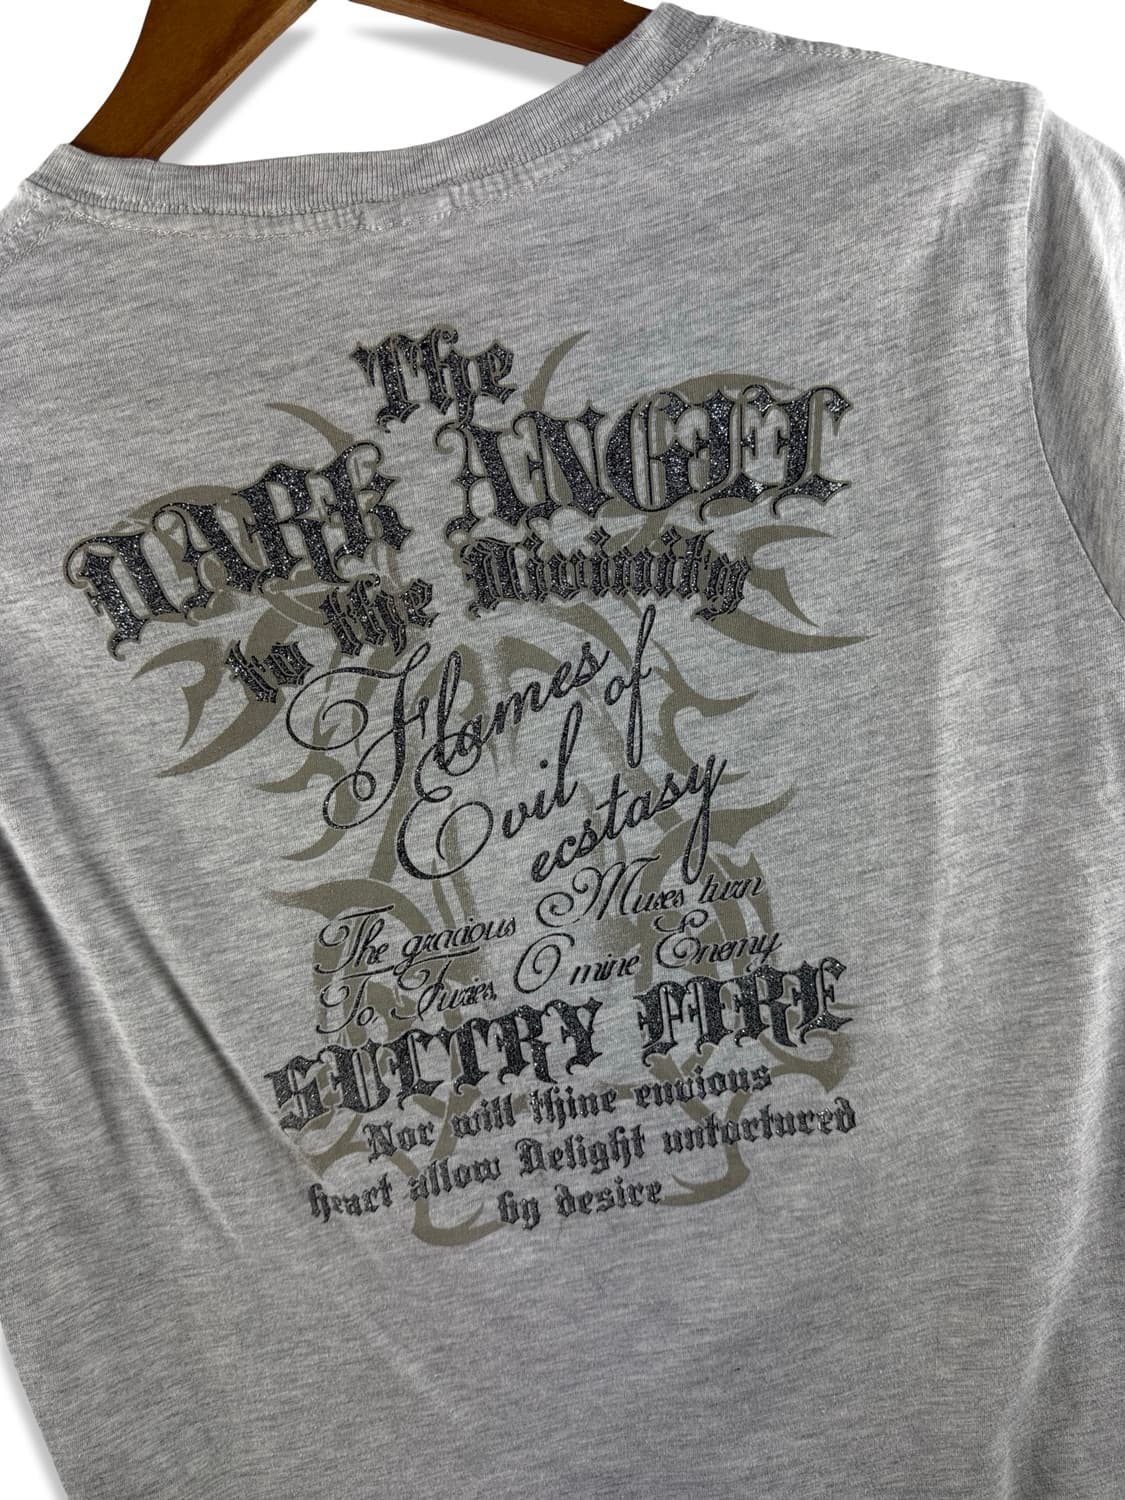 The
DARK ANGEL
to the Divinity
Flames of
Evil
ecstasy
The gracious Muses turn
To Furies, O mine Enemy
SULTRY FIRE
Nor will thine envious
heart allow Delight untortured
by desire